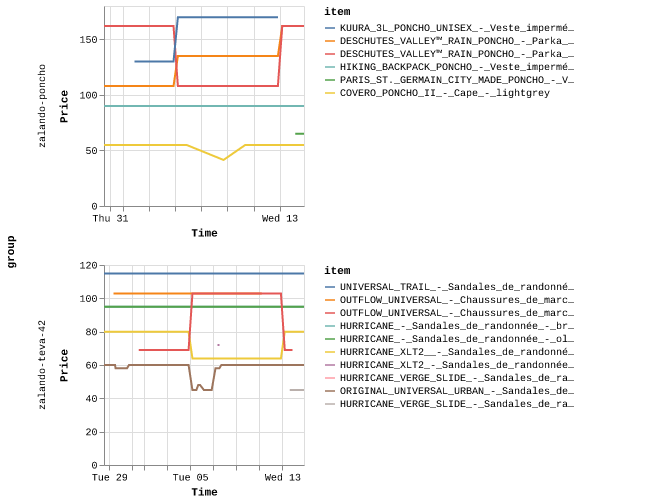 item
KUURA_3L_PONCHO_UNISEX_-_Veste_impermé…
DESCHUTES_VALLEY™_RAIN_PONCHO_-_Parka_…
DESCHUTES_VALLEY™_RAIN_PONCHO_-_Parka_…
HIKING_BACKPACK_PONCHO_-_Veste_impermé…
PARIS_ST._GERMAIN_CITY_MADE_PONCHO_-_V…
COVERO_PONCHO_II_-_Cape_-_lightgrey
150
100
50
0
Price
zalando-poncho
Thu 31
Wed 13
Time
group
item
UNIVERSAL_TRAIL_-_Sandales_de_randonné…
OUTFLOW_UNIVERSAL_-_Chaussures_de_marc…
OUTFLOW_UNIVERSAL_-_Chaussures_de_marc…
HURRICANE_-_Sandales_de_randonnée_-_br…
HURRICANE_-_Sandales_de_randonnée_-_ol…
HURRICANE_XLT2__-_Sandales_de_randonné…
HURRICANE_XLT2_-_Sandales_de_randonnée…
HURRICANE_VERGE_SLIDE_-_Sandales_de_ra…
ORIGINAL_UNIVERSAL_URBAN_-_Sandales_de…
HURRICANE_VERGE_SLIDE_-_Sandales_de_ra…
120
100
80
60
40
20
0
Price
zalando-teva-42
Tue 29
Tue 05
Wed 13
Time